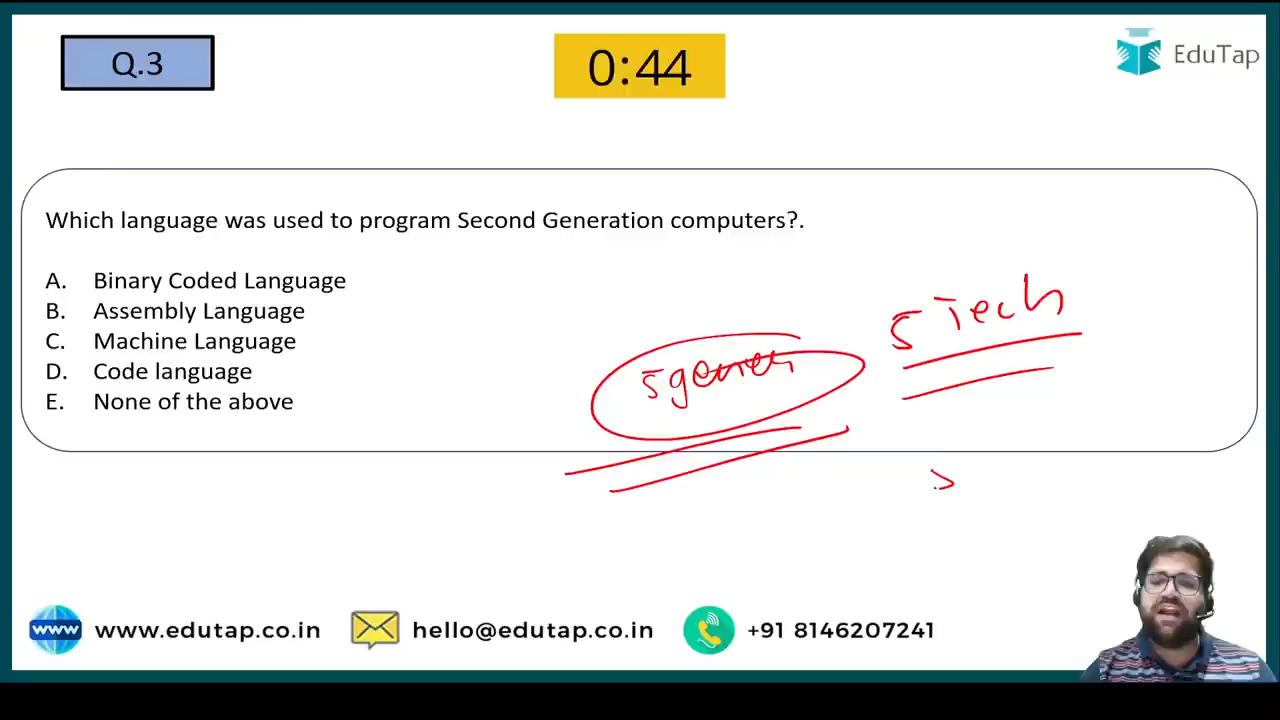 Q.3
0:44
EduTap
Which language was used to program Second Generation computers?.
A. Binary Coded Language
B. Assembly Language
C. Machine Language
D. Code language
E. None of the above
5 Tech
www www.edutap.co.in
hello@edutap.co.in
+91 8146207241